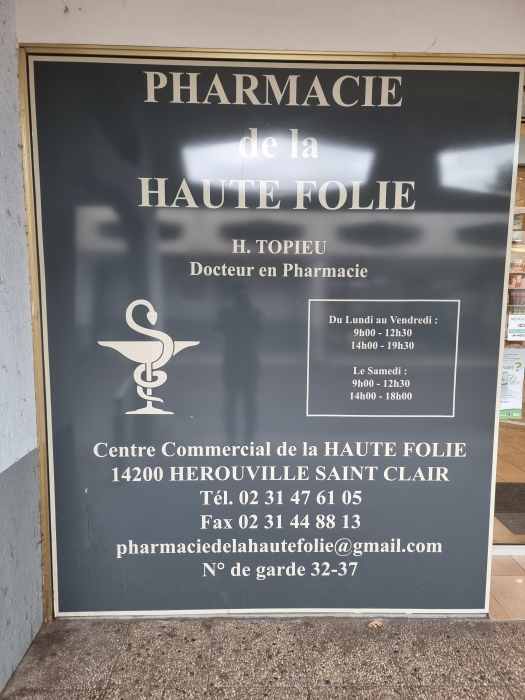 PHARMACIE
de la
HAUTE FOLIE
H. TOPIEU
Docteur en Pharmacie
Du Lundi au Vendredi :
9h00 - 12h30
14h00 - 19h30
Le Samedi :
9h00 - 12h30
14h00 - 18h00
Centre Commercial de la HAUTE FOLIE
14200 HEROUVILLE SAINT CLAIR
Tél. 02 31 47 61 05
Fax 02 31 44 88 13
pharmaciedelahautefolie@gmail.com
N° de garde 32-37